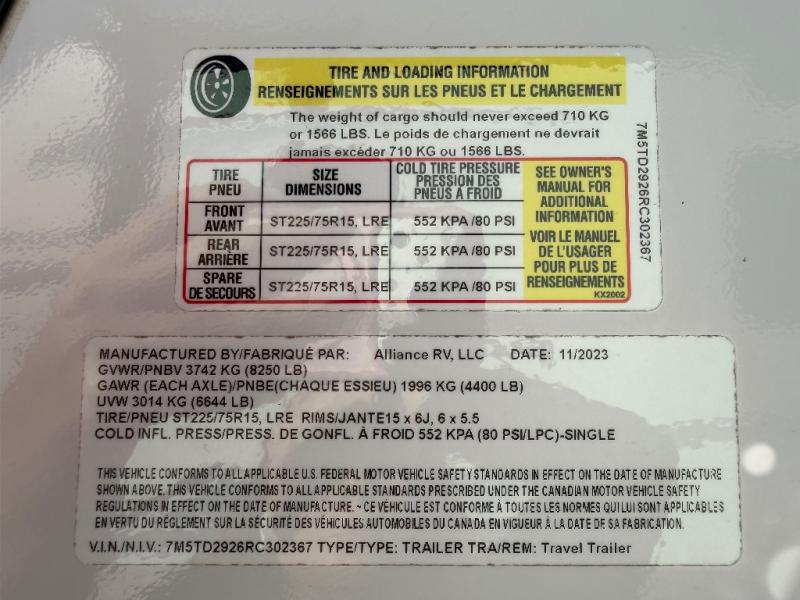 TIRE AND LOADING INFORMATION
RENSEIGNEMENTS SUR LES PNEUS ET LE CHARGEMENT
The weight of cargo should never exceed 710 KG
or 1566 LBS. Le poids de chargement ne devrait
jamais excéder 710 KG ou 1566 LBS.
TIRE PNEU SIZE DIMENSIONS COLD TIRE PRESSURE PRESSION DES PNEUS À FROID
FRONT AVANT ST225/75R15, LRE 552 KPA /80 PSI
REAR ARRIÈRE ST225/75R15, LRE 552 KPA /80 PSI
SPARE DE SECOURS ST225/75R15, LRE 552 KPA /80 PSI
SEE OWNER'S
MANUAL FOR
ADDITIONAL
INFORMATION
VOIR LE MANUEL
DE L'USAGER
POUR PLUS DE
RENSEIGNEMENTS
KX2002
7M5TD2926RC302367
MANUFACTURED BY/FABRIQUÉ PAR: Alliance RV, LLC DATE: 11/2023
GVWR/PNBV 3742 KG (8250 LB)
GAWR (EACH AXLE)/PNBE(CHAQUE ESSIEU) 1996 KG (4400 LB)
UVW 3014 KG (6644 LB)
TIRE/PNEU ST225/75R15, LRE RIMS/JANTE15 x 6J, 6 x 5.5
COLD INFL. PRESS/PRESS. DE GONFL. À FROID 552 KPA (80 PSI/LPC)-SINGLE
THIS VEHICLE CONFORMS TO ALL APPLICABLE U.S. FEDERAL MOTOR VEHICLE SAFETY STANDARDS IN EFFECT ON THE DATE OF MANUFACTURE
SHOWN ABOVE. THIS VEHICLE CONFORMS TO ALL APPLICABLE STANDARDS PRESCRIBED UNDER THE CANADIAN MOTOR VEHICLE SAFETY
REGULATIONS IN EFFECT ON THE DATE OF MANUFACTURE. ~ CE VÉHICULE EST CONFORME À TOUTES LES NORMES QUI LUI SONT APPLICABLES
EN VERTU DU RÉGLEMENT SUR LA SÉCURITÉ DES VÉHICULES AUTOMOBILES DU CANADA EN VIGUEUR À LA DATE DE SA FABRICATION.
V.I.N./N.I.V.: 7M5TD2926RC302367 TYPE/TYPE: TRAILER TRA/REM: Travel Trailer